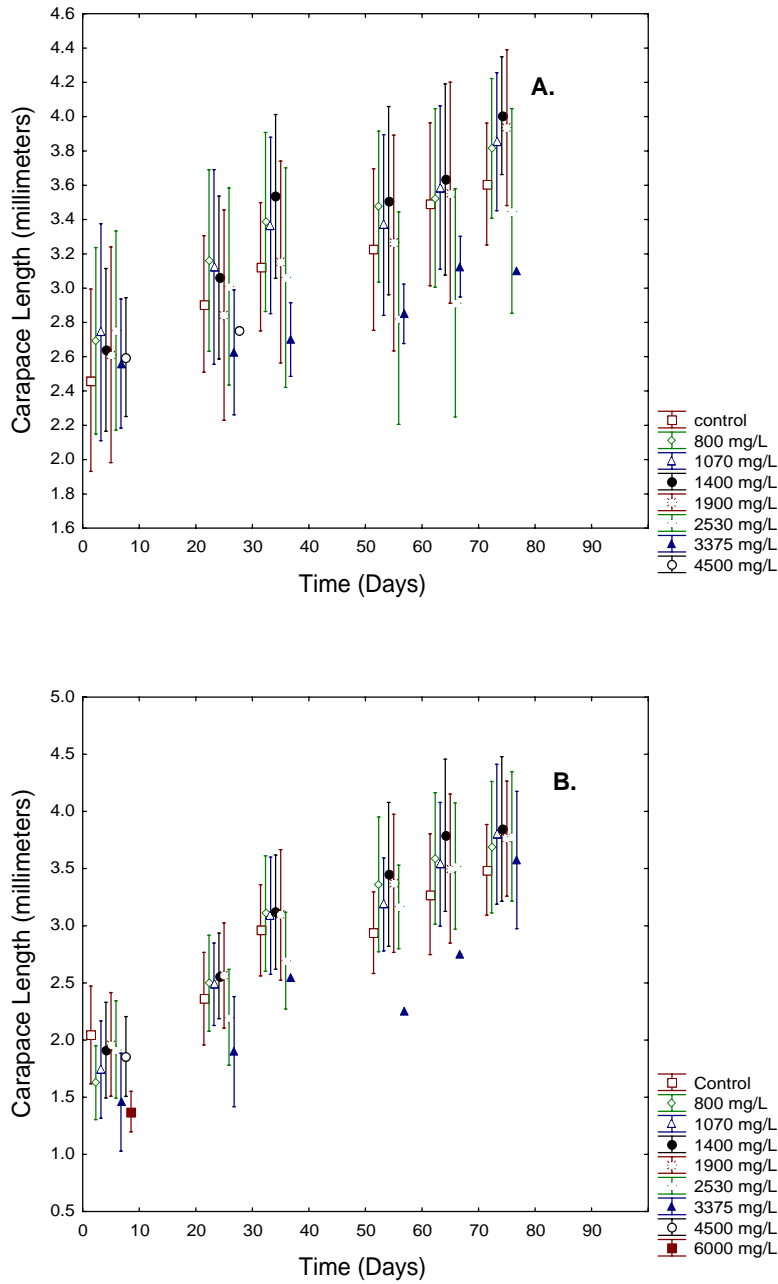 A.
4.6
4.4
4.2
4.0
3.8
3.6
3.4
3.2
3.0
2.8
2.6
2.4
2.2
2.0
1.8
1.6
Carapace Length (millimeters)
0 10 20 30 40 50 60 70 80 90
Time (Days)
control
800 mg/L
1070 mg/L
1400 mg/L
1900 mg/L
2530 mg/L
3375 mg/L
4500 mg/L
B.
5.0
4.5
4.0
3.5
3.0
2.5
2.0
1.5
1.0
0.5
Carapace Length (millimeters)
0 10 20 30 40 50 60 70 80 90
Time (Days)
Control
800 mg/L
1070 mg/L
1400 mg/L
1900 mg/L
2530 mg/L
3375 mg/L
4500 mg/L
6000 mg/L